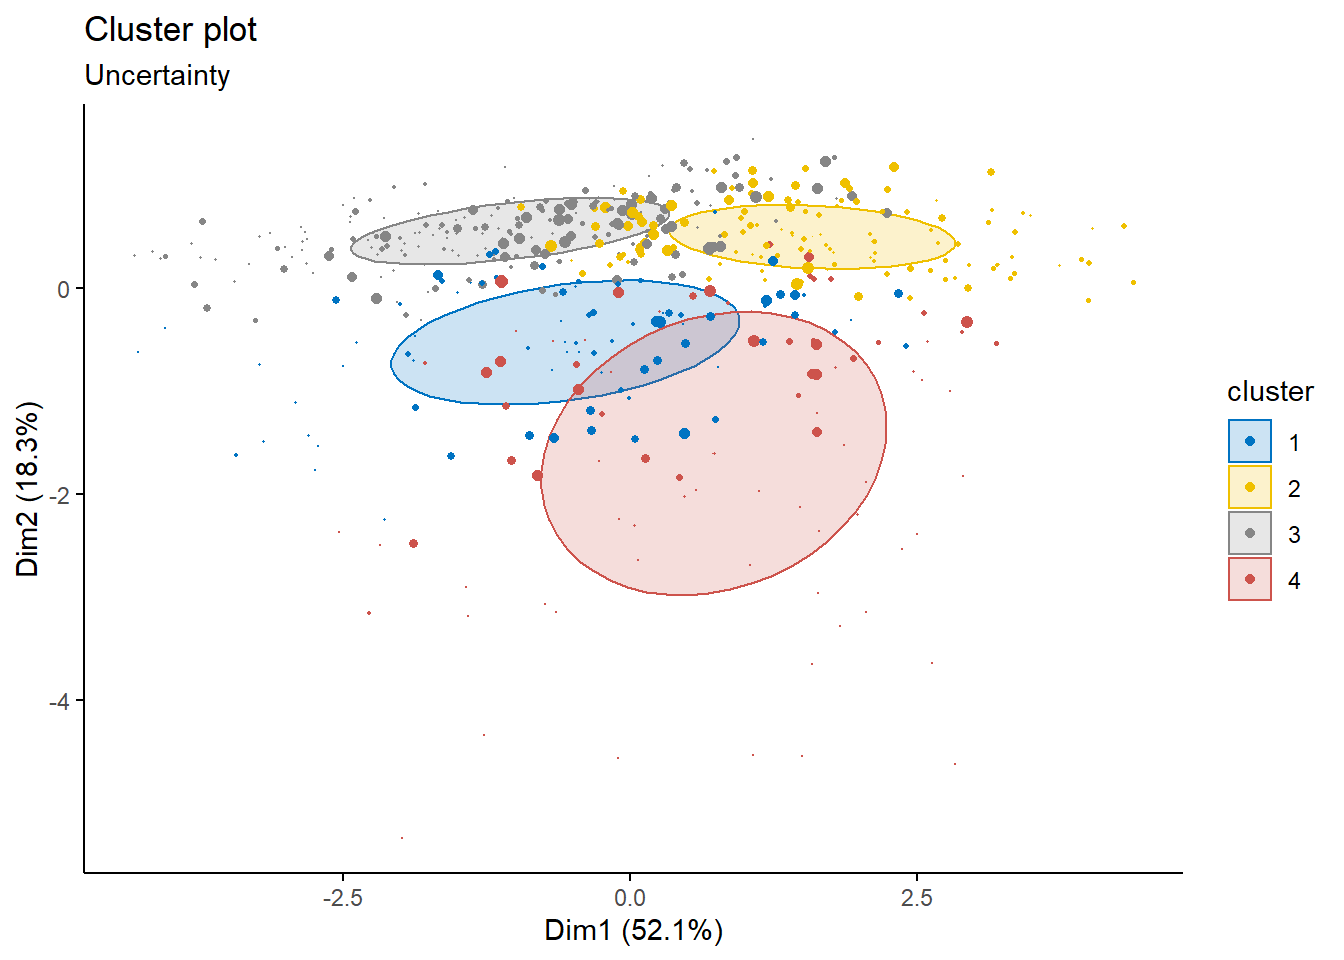 Cluster plot
Uncertainty
0
-2
-4
-2.5
0.0
2.5
Dim1 (52.1%)
Dim2 (18.3%)
cluster
1
2
3
4